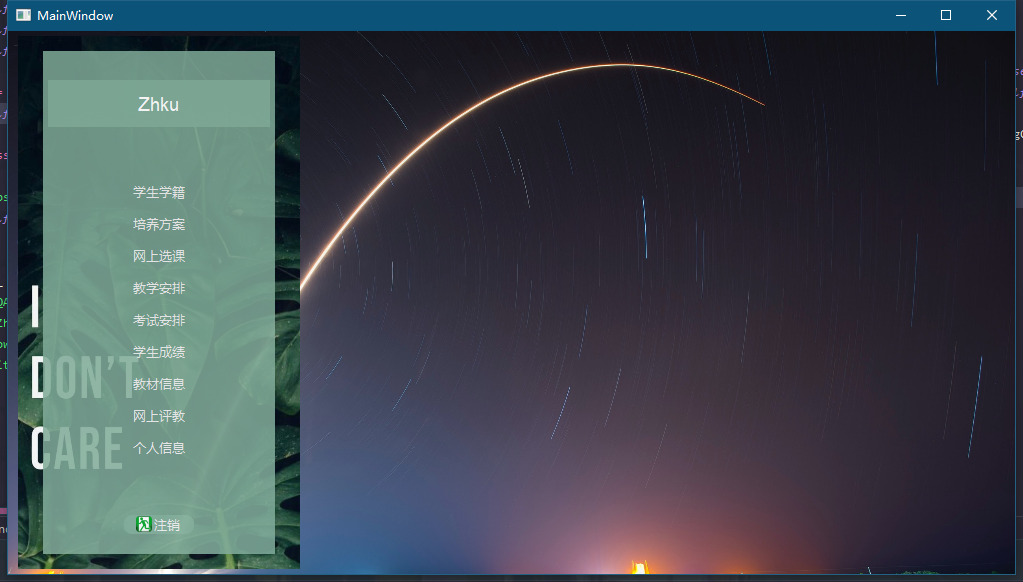 MainWindow
Zhku
学生学籍
培养方案
网上选课
教学安排
考试安排
学生成绩
教材信息
网上评教
个人信息
I
DON'T
CARE
注销